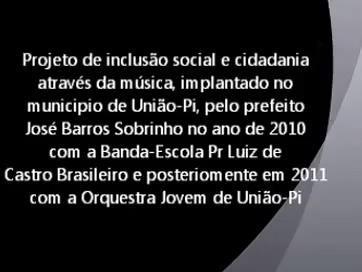 Projeto de inclusão social e cidadania
através da música, implantado no
municipio de União-Pi, pelo prefeito
José Barros Sobrinho no ano de 2010
com a Banda-Escola Pr Luiz de
Castro Brasileiro e posteriomente em 2011
com a Orquestra Jovem de União-Pi